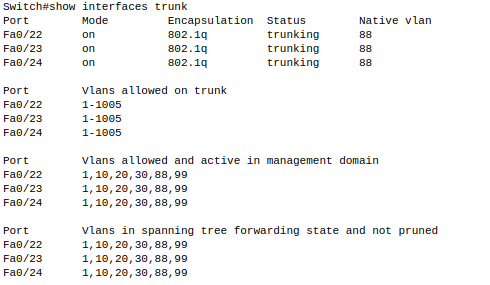 Switch#show interfaces trunk
Port        Mode         Encapsulation  Status        Native vlan
Fa0/22      on           802.1q         trunking      88
Fa0/23      on           802.1q         trunking      88
Fa0/24      on           802.1q         trunking      88

Port        Vlans allowed on trunk
Fa0/22      1-1005
Fa0/23      1-1005
Fa0/24      1-1005

Port        Vlans allowed and active in management domain
Fa0/22      1,10,20,30,88,99
Fa0/23      1,10,20,30,88,99
Fa0/24      1,10,20,30,88,99

Port        Vlans in spanning tree forwarding state and not pruned
Fa0/22      1,10,20,30,88,99
Fa0/23      1,10,20,30,88,99
Fa0/24      1,10,20,30,88,99